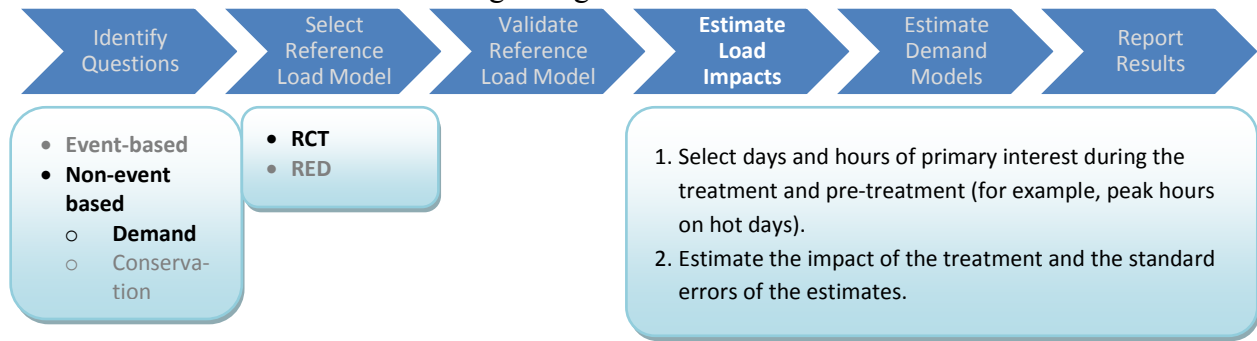 Identify
Questions
Select
Reference
Load Model
Validate
Reference
Load Model
Estimate
Load
Impacts
Estimate
Demand
Models
Report
Results
• Event-based
• Non-event
based
o Demand
o Conserva-
tion
• RCT
• RED
1. Select days and hours of primary interest during the
treatment and pre-treatment (for example, peak hours
on hot days).
2. Estimate the impact of the treatment and the standard
errors of the estimates.